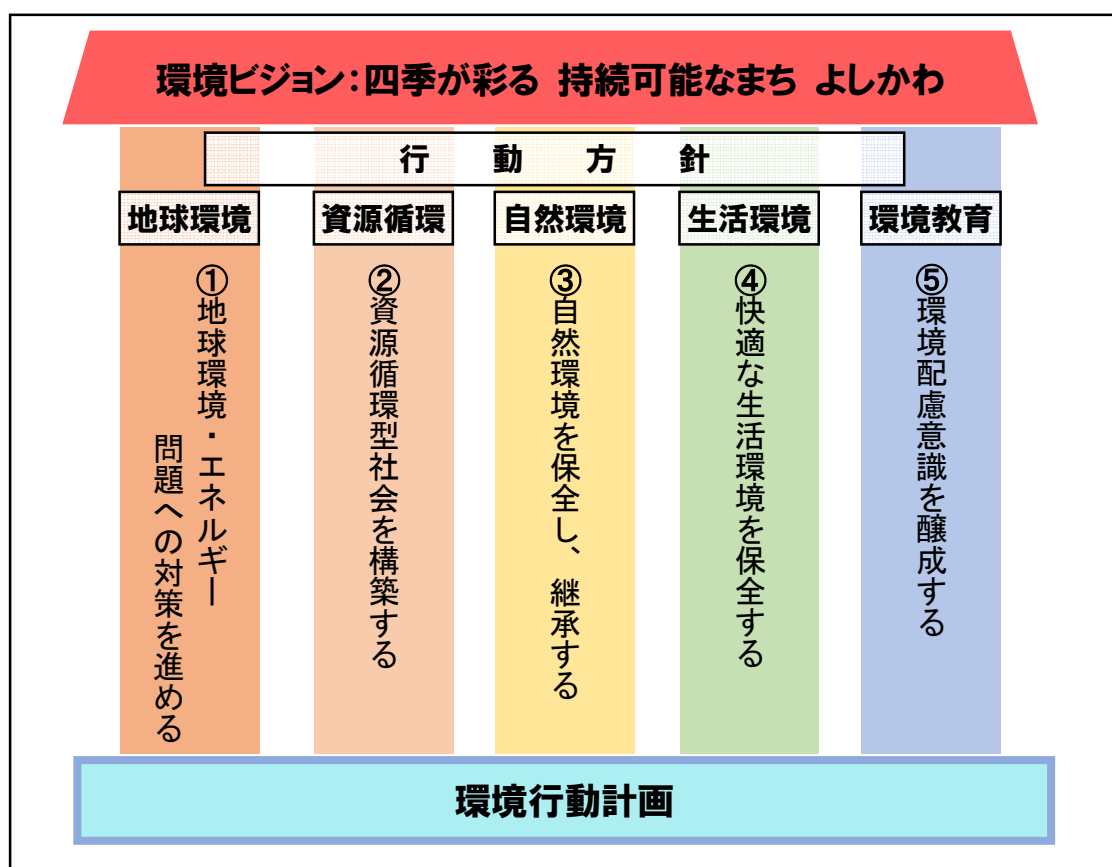 環境ビジョン：四季が彩る 持続可能なまち よしかわ
行動方針
地球環境
資源循環
自然環境
生活環境
環境教育
①地球環境・エネルギー
問題への対策を進める
②資源循環型社会を構築する
③自然環境を保全し、継承する
④快適な生活環境を保全する
⑤環境配慮意識を醸成する
環境行動計画